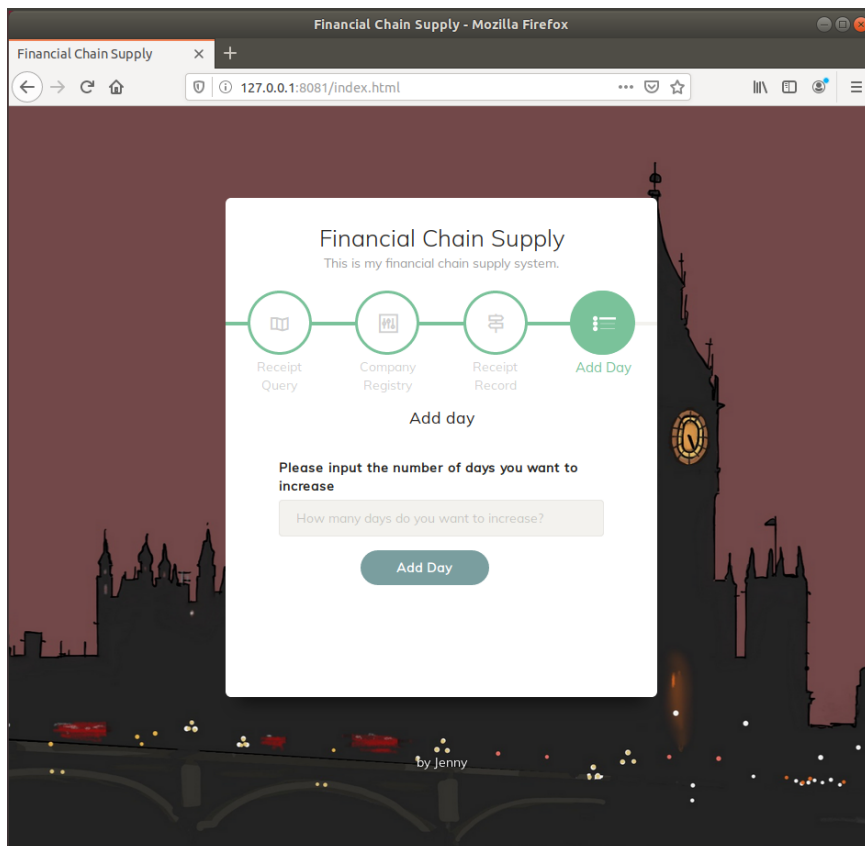 Financial Chain Supply - Mozilla Firefox
Financial Chain Supply
127.0.0.1:8081/index.html
Financial Chain Supply
This is my financial chain supply system.
Receipt Query
Company Registry
Receipt Record
Add Day
Add day
Please input the number of days you want to
increase
How many days do you want to increase?
Add Day
by Jenny